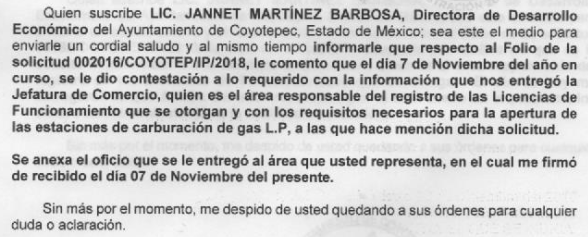 Quien suscribe LIC. JANNET MARTÍNEZ BARBOSA, Directora de Desarrollo
Económico del Ayuntamiento de Coyotepec, Estado de México; sea este el medio para
enviarle un cordial saludo y al mismo tiempo informarle que respecto al Folio de la
solicitud 002016/COYOTEP/IP/2018, le comento que el dia 7 de Noviembre del año en
curso, se le dio contestación a lo requerido con la información que nos entregó la
Jefatura de Comercio, quien es el área responsable del registro de las Licencias de
Funcionamiento que se otorgan y con los requisitos necesarios para la apertura de
las estaciones de carburación de gas L.P, a las que hace mención dicha solicitud.
Se anexa el oficio que se le entregó al área que usted representa, en el cual me firmó
de recibido el día 07 de Noviembre del presente.
Sin más por el momento, me despido de usted quedando a sus órdenes para cualquier
duda o aclaración.